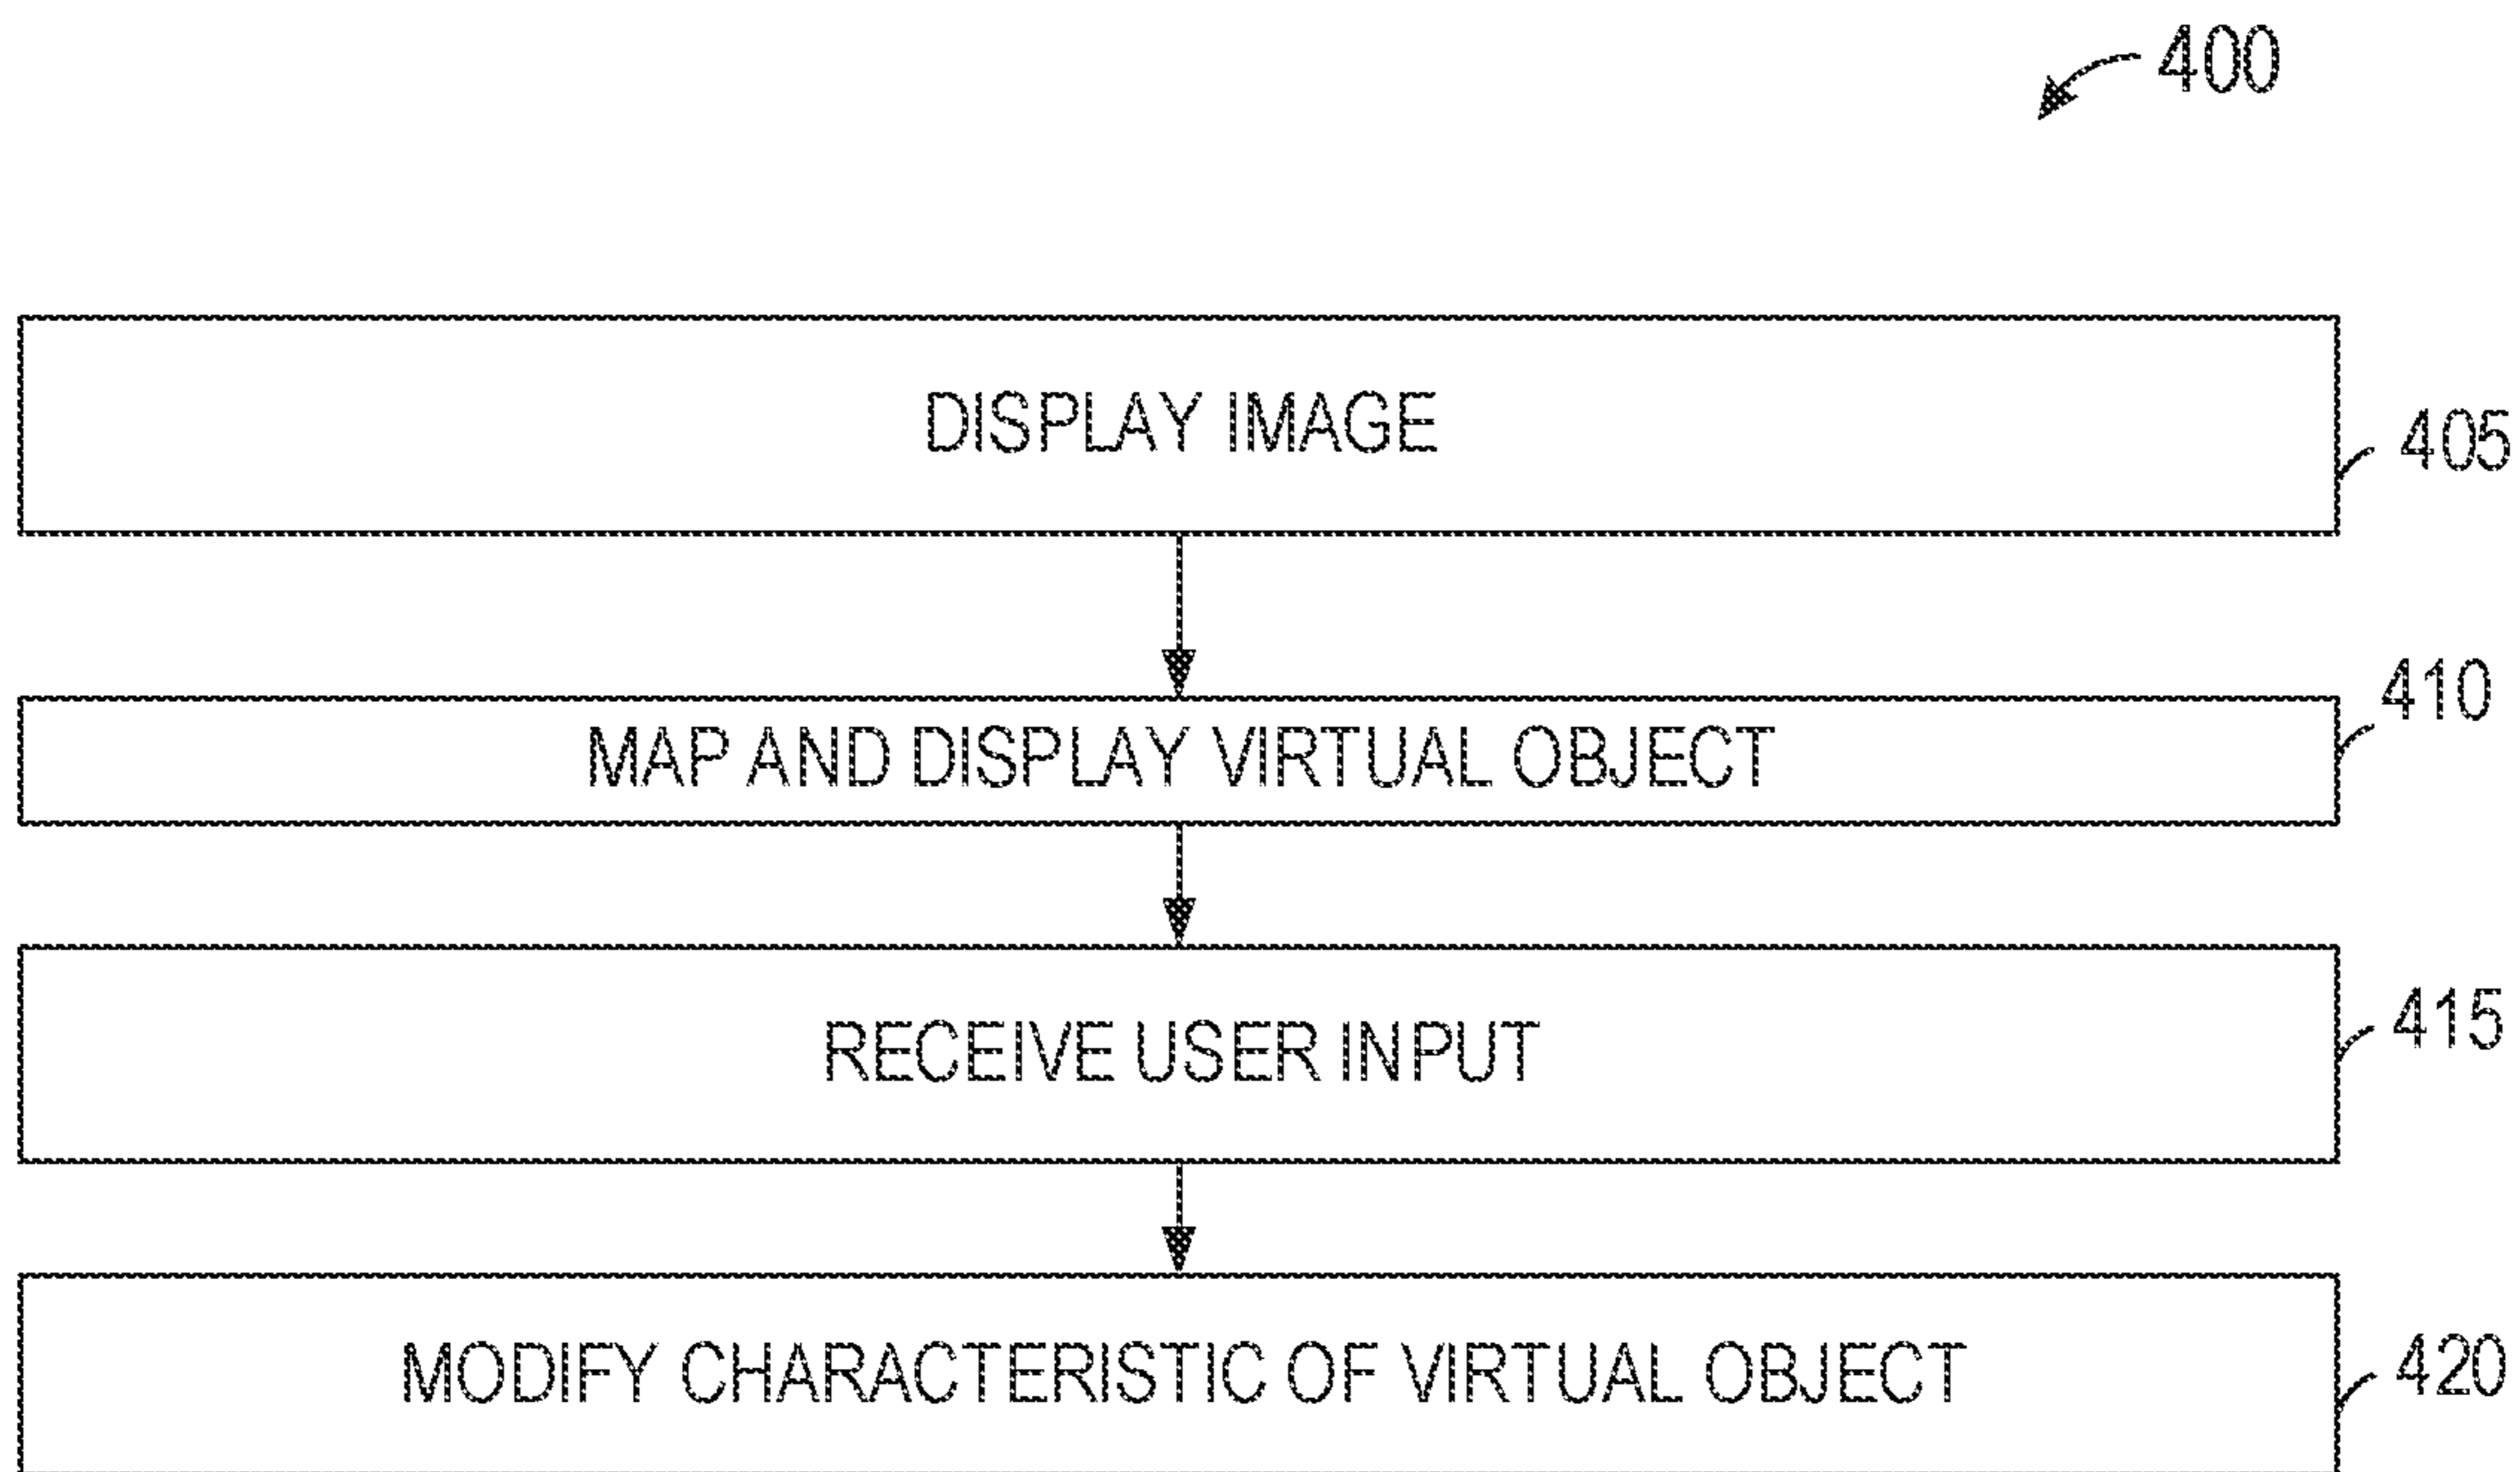 400
DISPLAY IMAGE
405
MAP AND DISPLAY VIRTUAL OBJECT
410
RECEIVE USER INPUT
415
MODIFY CHARACTERISTIC OF VIRTUAL OBJECT
420